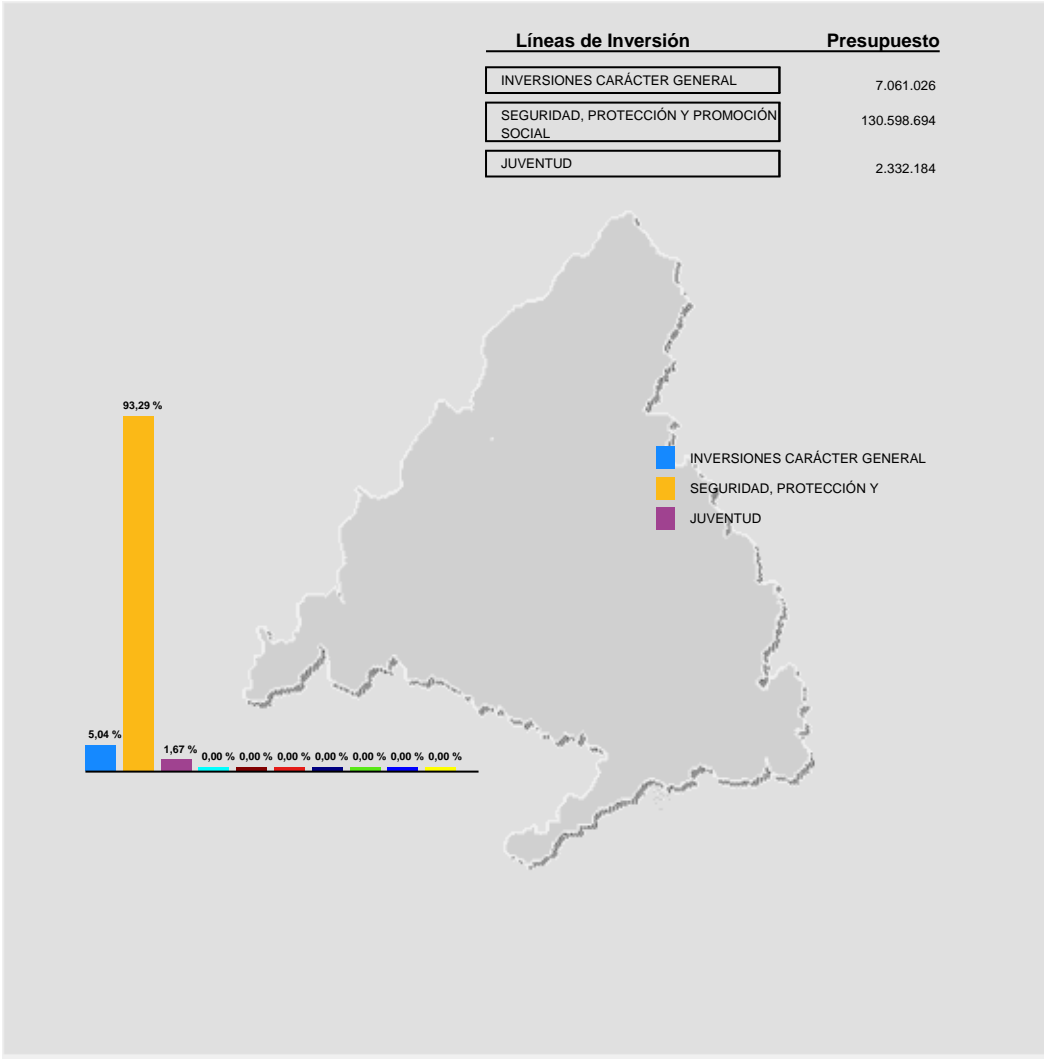 Líneas de Inversión Presupuesto
INVERSIONES CARÁCTER GENERAL 7.061.026
SEGURIDAD, PROTECCIÓN Y PROMOCIÓN 130.598.694
SOCIAL
JUVENTUD 2.332.184
93,29 %
INVERSIONES CARÁCTER GENERAL
SEGURIDAD, PROTECCIÓN Y
JUVENTUD
5,04 %
1,67 % 0,00 % 0,00 % 0,00 % 0,00 % 0,00 % 0,00 % 0,00 %